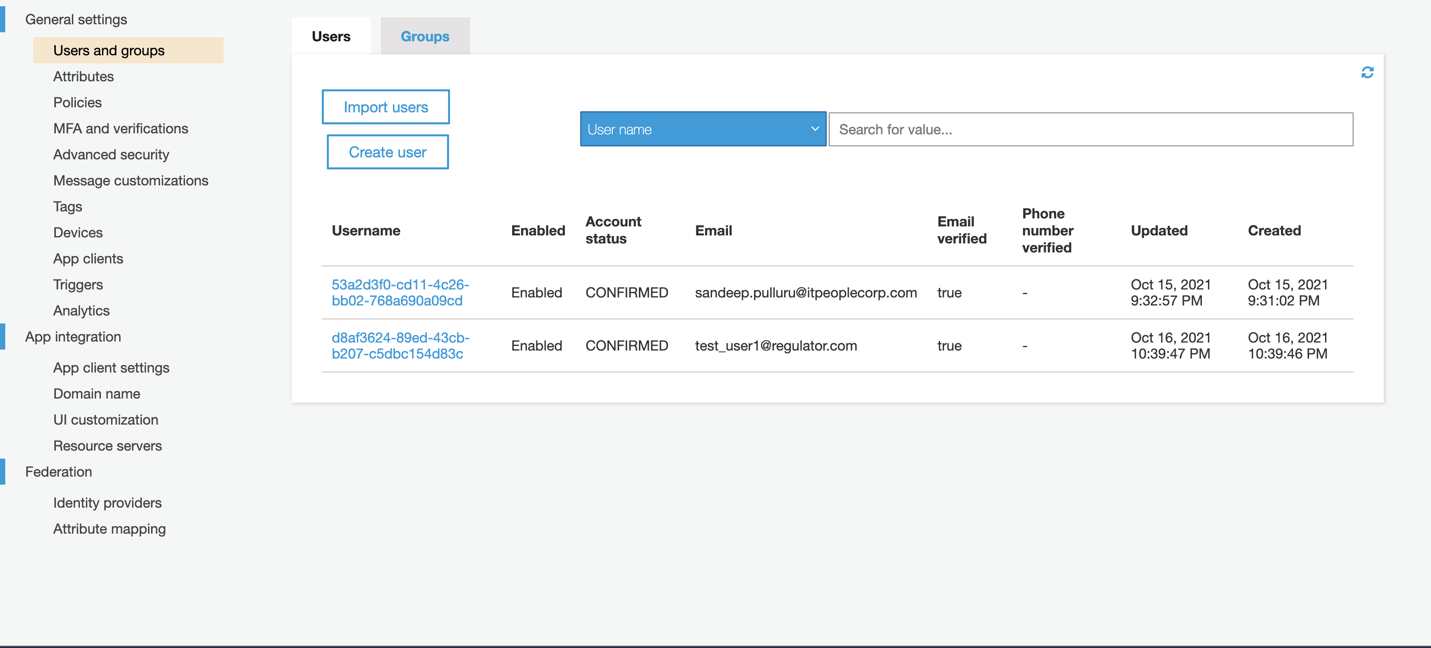 General settings
Users and groups
Attributes
Policies
MFA and verifications
Advanced security
Message customizations
Tags
Devices
App clients
Triggers
Analytics
App integration
App client settings
Domain name
UI customization
Resource servers
Federation
Identity providers
Attribute mapping
Users Groups
Import users
Create user
User name Search for value...
Username Enabled Account status Email Email verified Phone number verified Updated Created
53a2d3f0-cd11-4c26- Enabled CONFIRMED sandeep.pulluru@itpeoplecorp.com true - Oct 15, 2021 Oct 15, 2021
bb02-768a690a09cd 9:32:57 PM 9:31:02 PM
d8af3624-89ed-43cb- Enabled CONFIRMED test_user1@regulator.com true - Oct 16, 2021 Oct 16, 2021
b207-c5dbc154d83c 10:39:47 PM 10:39:46 PM